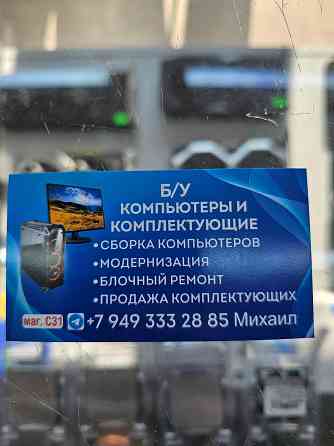 Б/У
КОМПЬЮТЕРЫ И
КОМПЛЕКТУЮЩИЕ
•СБОРКА КОМПЬЮТЕРОВ
•МОДЕРНИЗАЦИЯ
•БЛОЧНЫЙ РЕМОНТ
•ПРОДАЖА КОМПЛЕКТУЮЩИХ
маг. С31 +7 949 333 28 85 Михаил